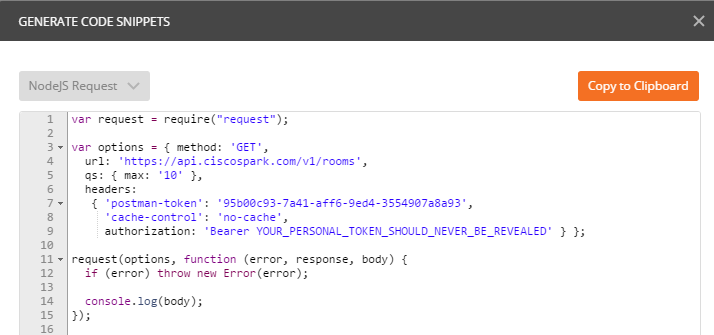 GENERATE CODE SNIPPETS
NodeJS Request
Copy to Clipboard
1 var request = require("request");
2
3 var options = { method: 'GET',
4   url: 'https://api.ciscospark.com/v1/rooms',
5   qs: { max: '10' },
6   headers:
7    { 'postman-token': '95b00c93-7a41-aff6-9ed4-3554907a8a93',
8      'cache-control': 'no-cache',
9      authorization: 'Bearer YOUR_PERSONAL_TOKEN_SHOULD_NEVER_BE_REVEALED' } };
10
11 request(options, function (error, response, body) {
12   if (error) throw new Error(error);
13
14   console.log(body);
15 });
16